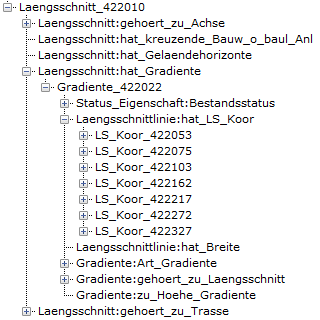 Laengsschnitt_422010
Laengsschnitt:gehoert_zu_Achse
Laengsschnitt:hat_kreuzende_Bauw_o_baul_Anl
Laengsschnitt:hat_Gelaendehorizonte
Laengsschnitt:hat_Gradiente
Gradiente_422022
Status_Eigenschaft:Bestandsstatus
Laengsschnittlinie:hat_LS_Koor
LS_Koor_422053
LS_Koor_422075
LS_Koor_422103
LS_Koor_422162
LS_Koor_422217
LS_Koor_422272
LS_Koor_422327
Laengsschnittlinie:hat_Breite
Gradiente:Art_Gradiente
Gradiente:gehoert_zu_Laengsschnitt
Gradiente:zu_Hoehe_Gradiente
Laengsschnitt:gehoert_zu_Trasse